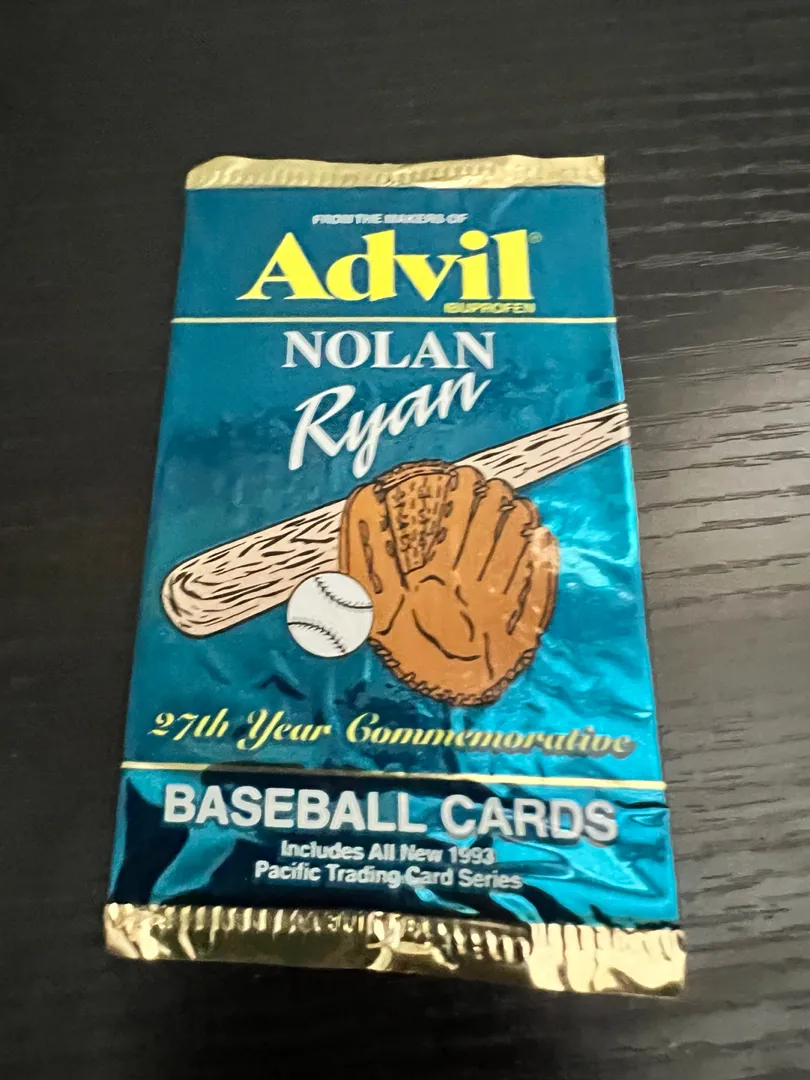 FROM THE MAKERS OF
Advil®
IBUPROFEN
NOLAN
Ryan
27th Year Commemorative
BASEBALL CARDS
Includes All New 1993
Pacific Trading Card Series